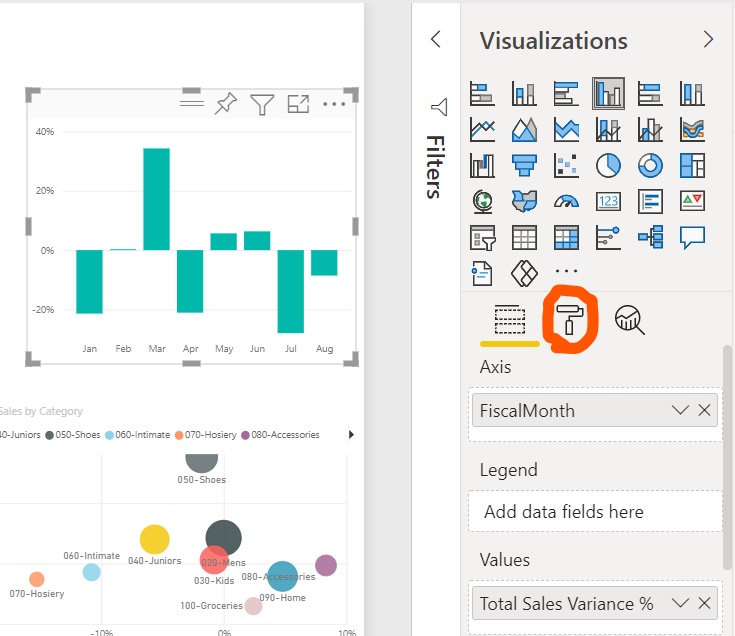 Visualizations
Filters
40%
20%
0%
-20%
Jan Feb Mar Apr May Jun Jul Aug
123
Axis
FiscalMonth
Legend
Add data fields here
Values
Total Sales Variance %
Sales by Category
40-Juniors 050-Shoes 060-Intimate 070-Hosiery 080-Accessories
050-Shoes
060-Intimate
040-Juniors
020-Mens
030-Kids
080-Accessories
070-Hosiery
090-Home
100-Groceries
-10% 0% 10%